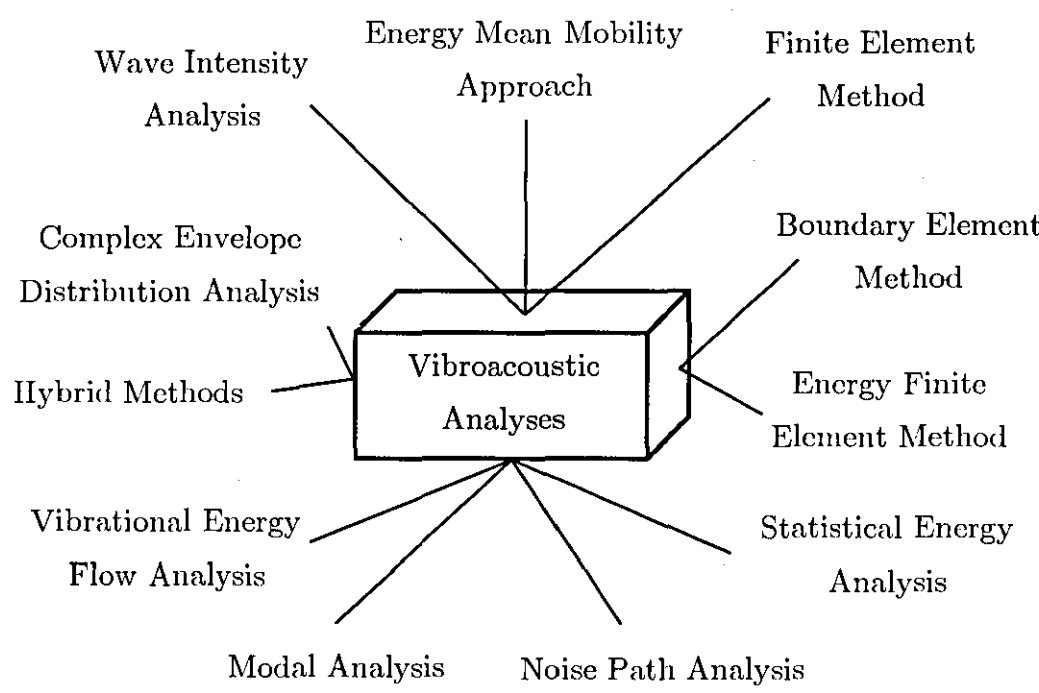 Wave Intensity
Analysis
Energy Mean Mobility
Approach
Finite Element
Method
Complex Envelope
Distribution Analysis
Boundary Element
Method
Vibroacoustic
Analyses
Hybrid Methods
Energy Finite
Element Method
Vibrational Energy
Flow Analysis
Statistical Energy
Analysis
Modal Analysis
Noise Path Analysis